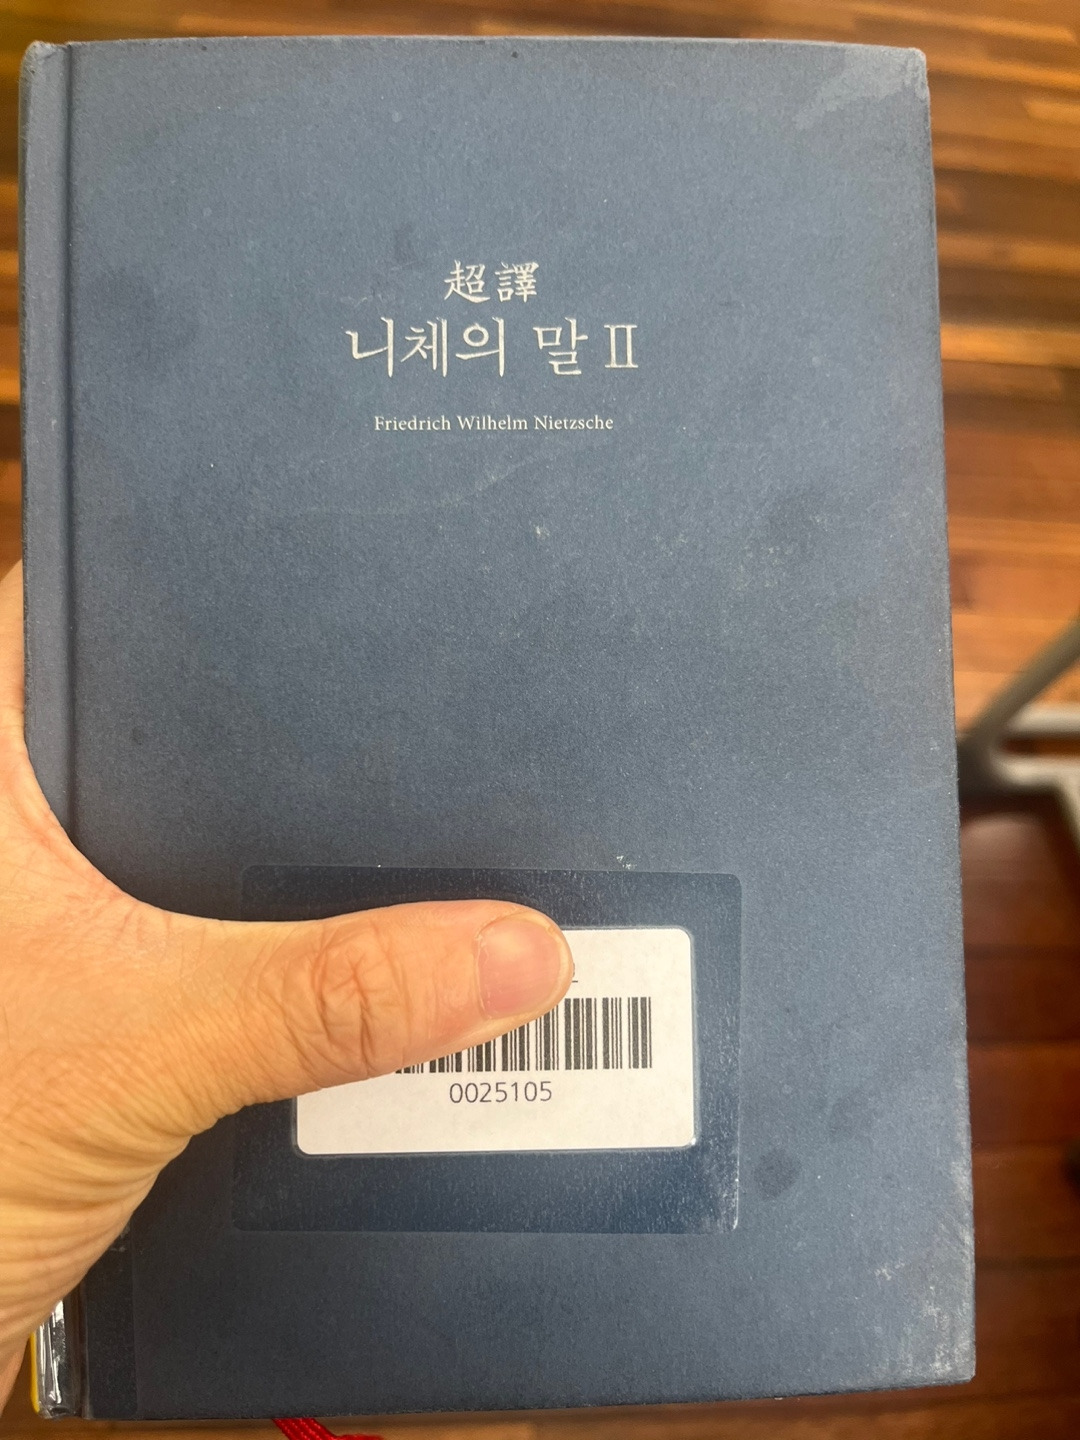 超譯
니체의 말 II
Friedrich Wilhelm Nietzsche
0025105